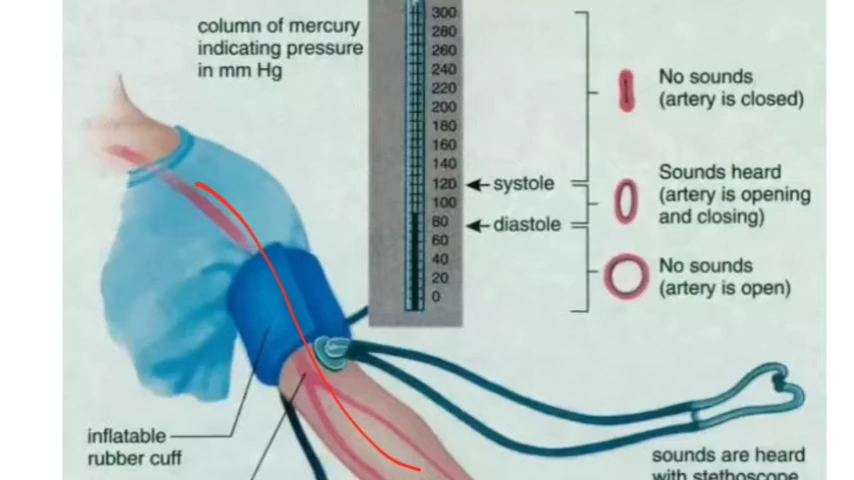 column of mercury
indicating pressure
in mm Hg
300
280
260
240
220
200
180
160
140
120
100
80
60
40
20
0
systole
diastole
No sounds
(artery is closed)
Sounds heard
(artery is opening
and closing)
No sounds
(artery is open)
inflatable
rubber cuff
sounds are heard
with stethoscope